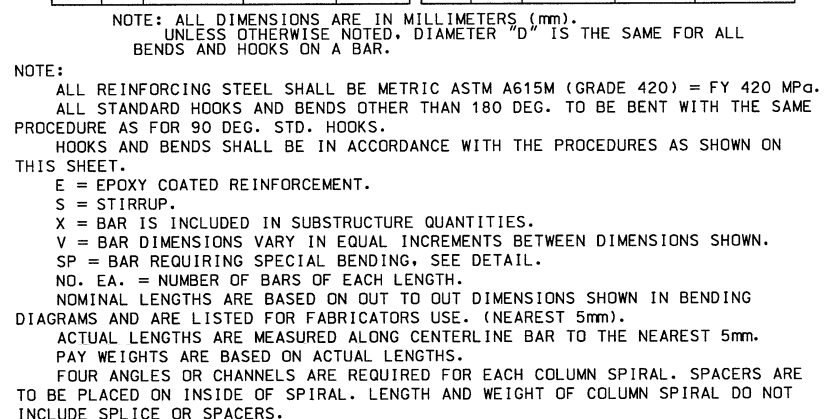 NOTE: ALL DIMENSIONS ARE IN MILLIMETERS (mm).
UNLESS OTHERWISE NOTED, DIAMETER "D" IS THE SAME FOR ALL
BENDS AND HOOKS ON A BAR.
NOTE:
ALL REINFORCING STEEL SHALL BE METRIC ASTM A615M (GRADE 420) = FY 420 MPa.
ALL STANDARD HOOKS AND BENDS OTHER THAN 180 DEG. TO BE BENT WITH THE SAME
PROCEDURE AS FOR 90 DEG. STD. HOOKS.
HOOKS AND BENDS SHALL BE IN ACCORDANCE WITH THE PROCEDURES AS SHOWN ON
THIS SHEET.
E = EPOXY COATED REINFORCEMENT.
S = STIRRUP.
X = BAR IS INCLUDED IN SUBSTRUCTURE QUANTITIES.
V = BAR DIMENSIONS VARY IN EQUAL INCREMENTS BETWEEN DIMENSIONS SHOWN.
SP = BAR REQUIRING SPECIAL BENDING, SEE DETAIL.
NO. EA. = NUMBER OF BARS OF EACH LENGTH.
NOMINAL LENGTHS ARE BASED ON OUT TO OUT DIMENSIONS SHOWN IN BENDING
DIAGRAMS AND ARE LISTED FOR FABRICATORS USE. (NEAREST 5mm).
ACTUAL LENGTHS ARE MEASURED ALONG CENTERLINE BAR TO THE NEAREST 5mm.
PAY WEIGHTS ARE BASED ON ACTUAL LENGTHS.
FOUR ANGLES OR CHANNELS ARE REQUIRED FOR EACH COLUMN SPIRAL. SPACERS ARE
TO BE PLACED ON INSIDE OF SPIRAL. LENGTH AND WEIGHT OF COLUMN SPIRAL DO NOT
INCLUDE SPLICE OR SPACERS.